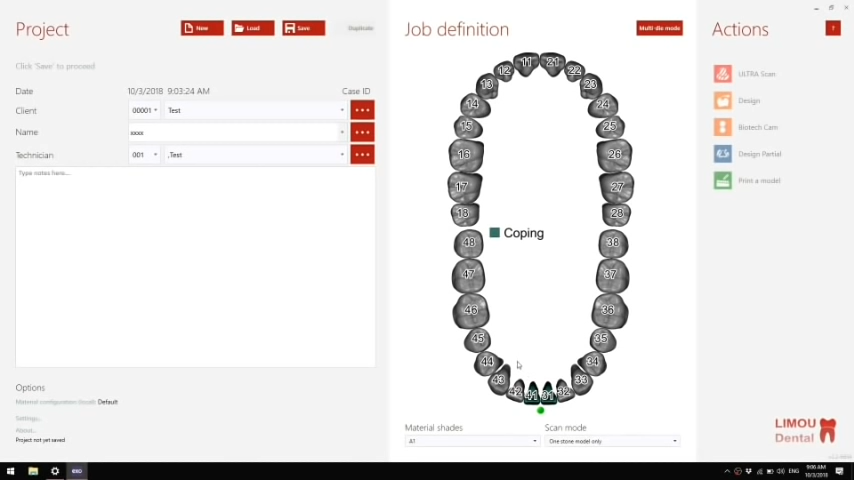 Project
New
Load
Save
Duplicate
Click 'Save' to proceed
Date 10/3/2018 9:03:24 AM Case ID
Client 00001 Test
Name xxxx
Technician 001 ,Test
Type notes here...
Options
Material configuration (local) Default
Settings...
About...
Project not yet saved
Job definition
Multi-die mode
11 21
12 22
13 23
14 24
15 25
16 26
17 27
18 28
Coping
48 38
47 37
46 36
45 35
44 34
43 33
42 41 31 32
Material shades
A1
Scan mode
One stone model only
Actions
?
ULTRA Scan
Design
Biotech Cam
Design Partial
Print a model
LIMOU
Dental
exo
ENG
9:06 AM
10/3/2018